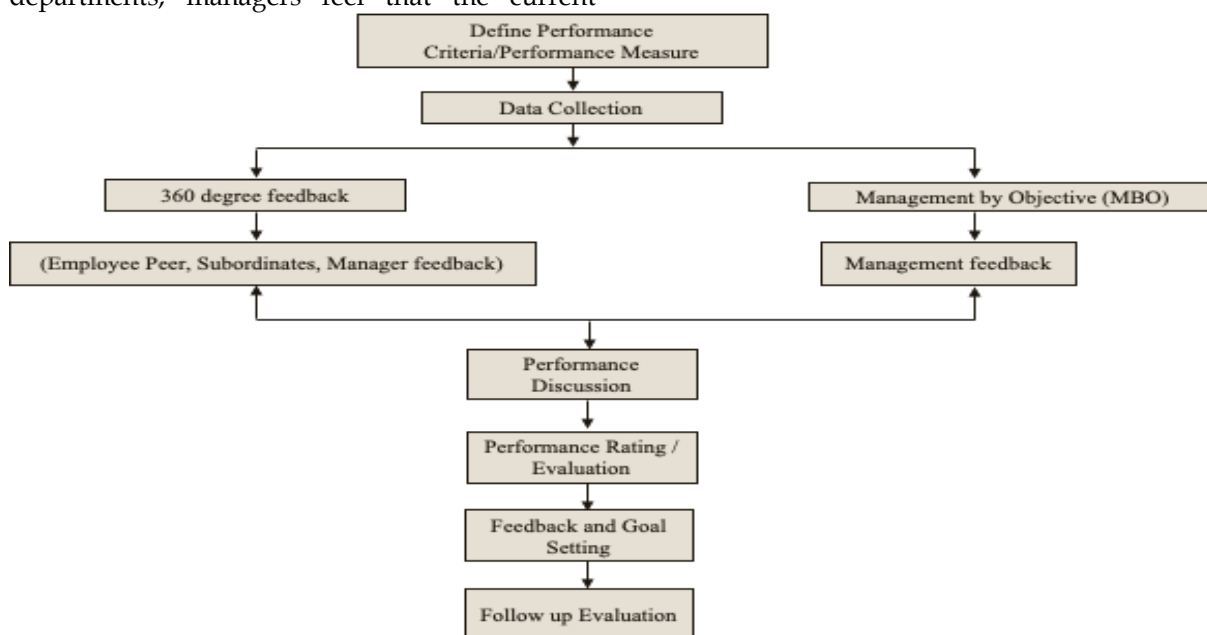 departments, managers feel that the current
Define Performance
Criteria/Performance Measure
Data Collection
360 degree feedback
Management by Objective (MBO)
(Employee Peer, Subordinates, Manager feedback)
Management feedback
Performance
Discussion
Performance Rating /
Evaluation
Feedback and Goal
Setting
Follow up Evaluation